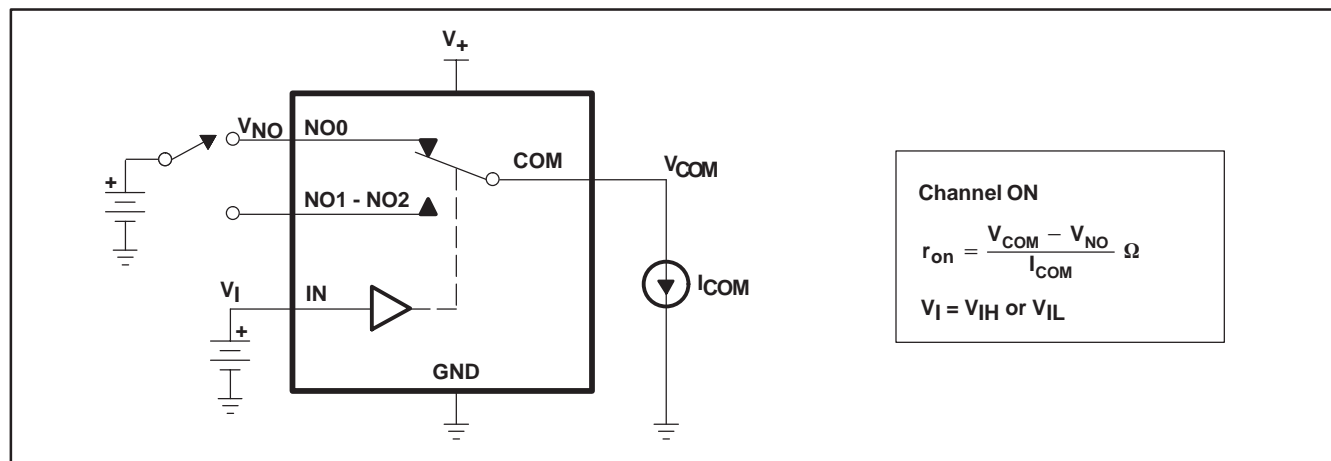 V+
VNO NO0
COM
VCOM
+
NO1 - NO2
VI IN
+
ICOM
GND
Channel ON
ron = VCOM − VNO / ICOM Ω
VI = VIH or VIL